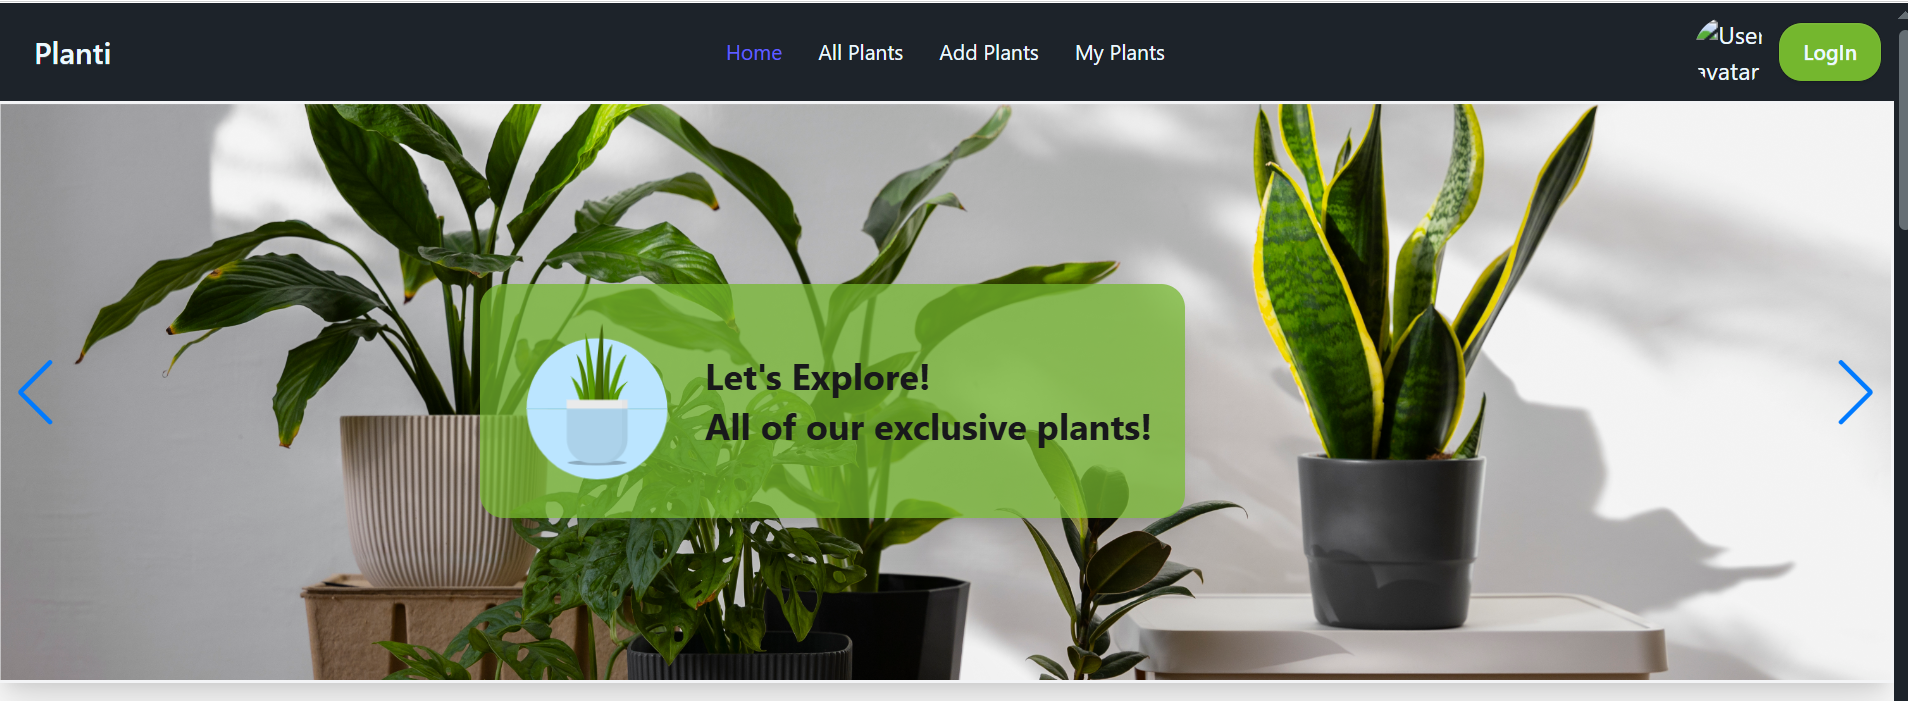 Planti
Home All Plants Add Plants My Plants
User
avatar
LogIn
Let's Explore!
All of our exclusive plants!